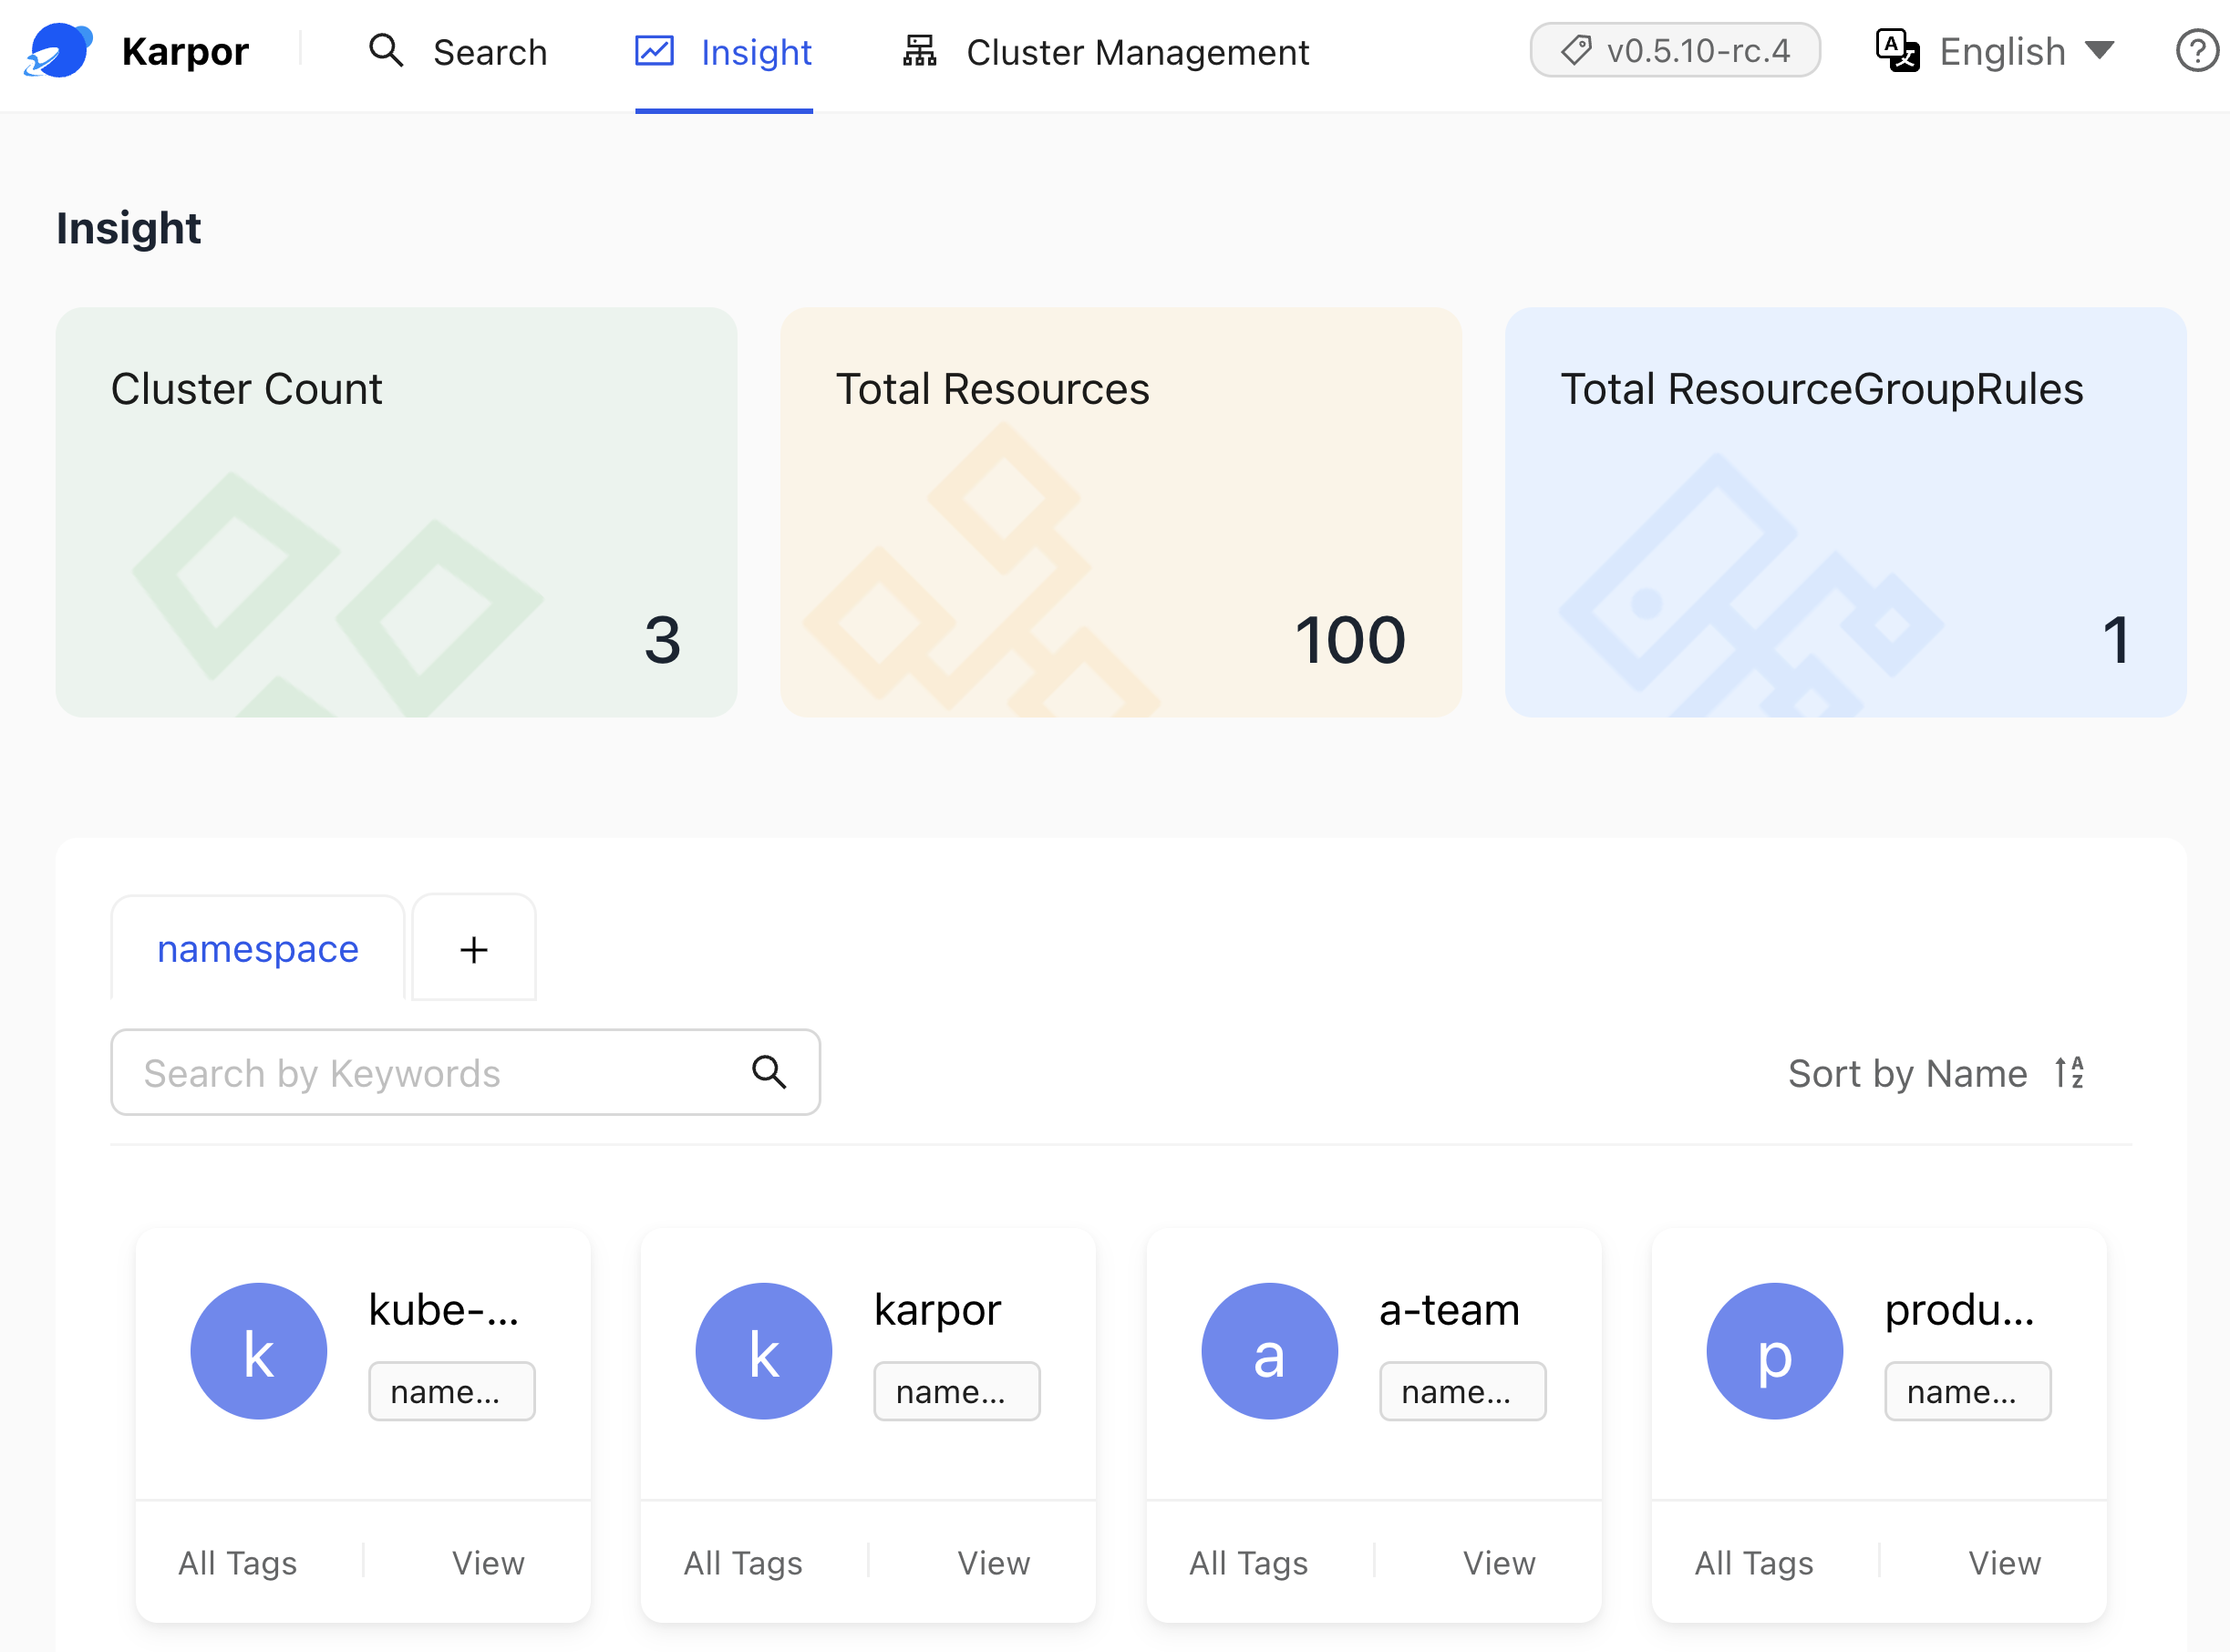 Karpor
Search
Insight
Cluster Management
v0.5.10-rc.4
English
Insight
Cluster Count
3
Total Resources
100
Total ResourceGroupRules
1
namespace
+
Search by Keywords
Sort by Name
k
kube-...
name...
All Tags
View
k
karpor
name...
All Tags
View
a
a-team
name...
All Tags
View
p
produ...
name...
All Tags
View